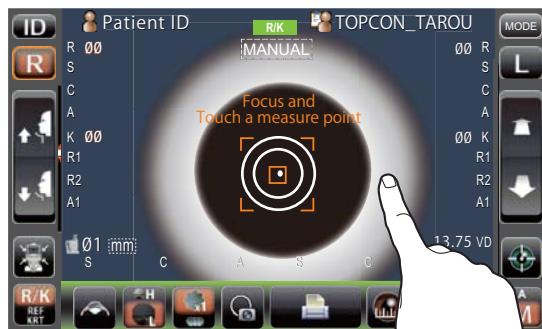 ID Patient ID R/K TOPCON_TAROU MODE
R R 00 MANUAL 00 R L
S S
C C
A Focus and A
Touch a measure point
K 00 00 K
R1 R1
R2 R2
A1 A1
01 mm 13.75 VD
S C A S C
R/K H x1 A
REF L M
KRT